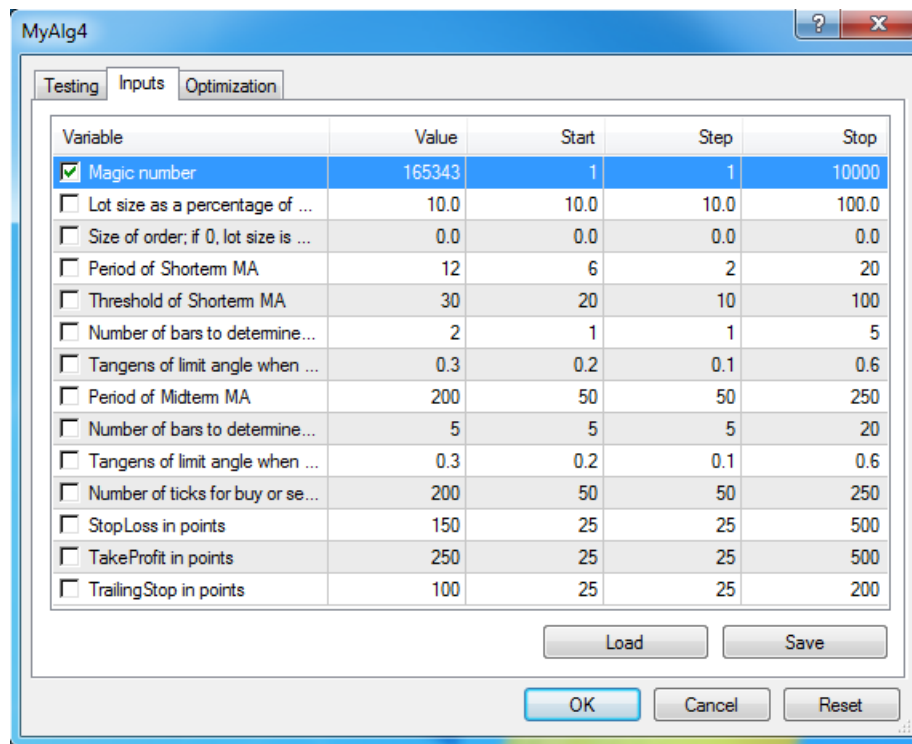 MyAlg4
?
X
Testing Inputs Optimization
Variable Value Start Step Stop
Magic number 165343 1 1 10000
Lot size as a percentage of ... 10.0 10.0 10.0 100.0
Size of order; if 0, lot size is ... 0.0 0.0 0.0 0.0
Period of Shorterm MA 12 6 2 20
Threshold of Shorterm MA 30 20 10 100
Number of bars to determine... 2 1 1 5
Tangens of limit angle when ... 0.3 0.2 0.1 0.6
Period of Midterm MA 200 50 50 250
Number of bars to determine... 5 5 5 20
Tangens of limit angle when ... 0.3 0.2 0.1 0.6
Number of ticks for buy or se... 200 50 50 250
StopLoss in points 150 25 25 500
TakeProfit in points 250 25 25 500
TrailingStop in points 100 25 25 200
Load Save
OK Cancel Reset